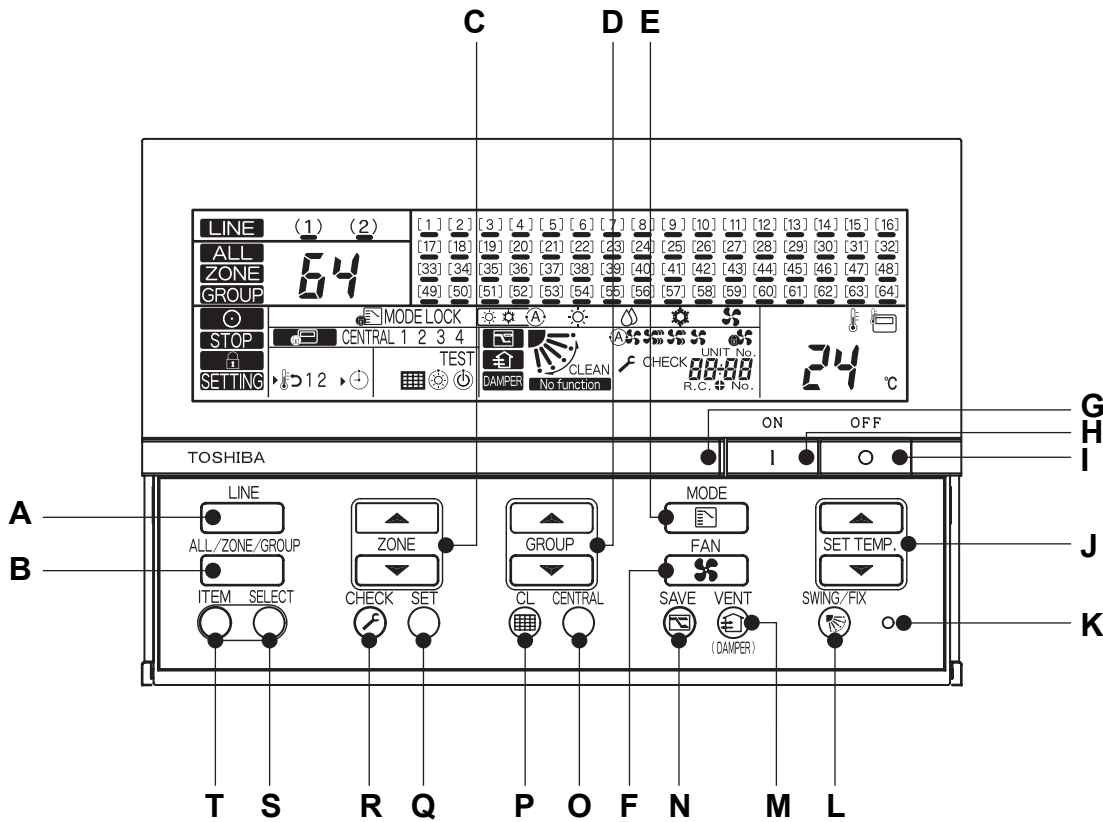 C D E
LINE (1) (2) [1] [2] [3] [4] [5] [6] [7] [8] [9] [10] [11] [12] [13] [14] [15] [16]
ALL [17] [18] [19] [20] [21] [22] [23] [24] [25] [26] [27] [28] [29] [30] [31] [32]
64
ZONE [33] [34] [35] [36] [37] [38] [39] [40] [41] [42] [43] [44] [45] [46] [47] [48]
GROUP [49] [50] [51] [52] [53] [54] [55] [56] [57] [58] [59] [60] [61] [62] [63] [64]
MODE LOCK (A)
STOP CENTRAL 1 2 3 4 (A)
UNIT No.
TEST CLEAN CHECK 88:88 24 °C
SETTING 1 2 DAMPER No function R.C. No.
ON OFF G
H
TOSHIBA I O I
LINE MODE
A
ALL/ZONE/GROUP ZONE GROUP FAN SET TEMP. J
B
ITEM SELECT CHECK SET CL CENTRAL SAVE VENT SWING/FIX
K
(DAMPER)
T S R Q P O F N M L